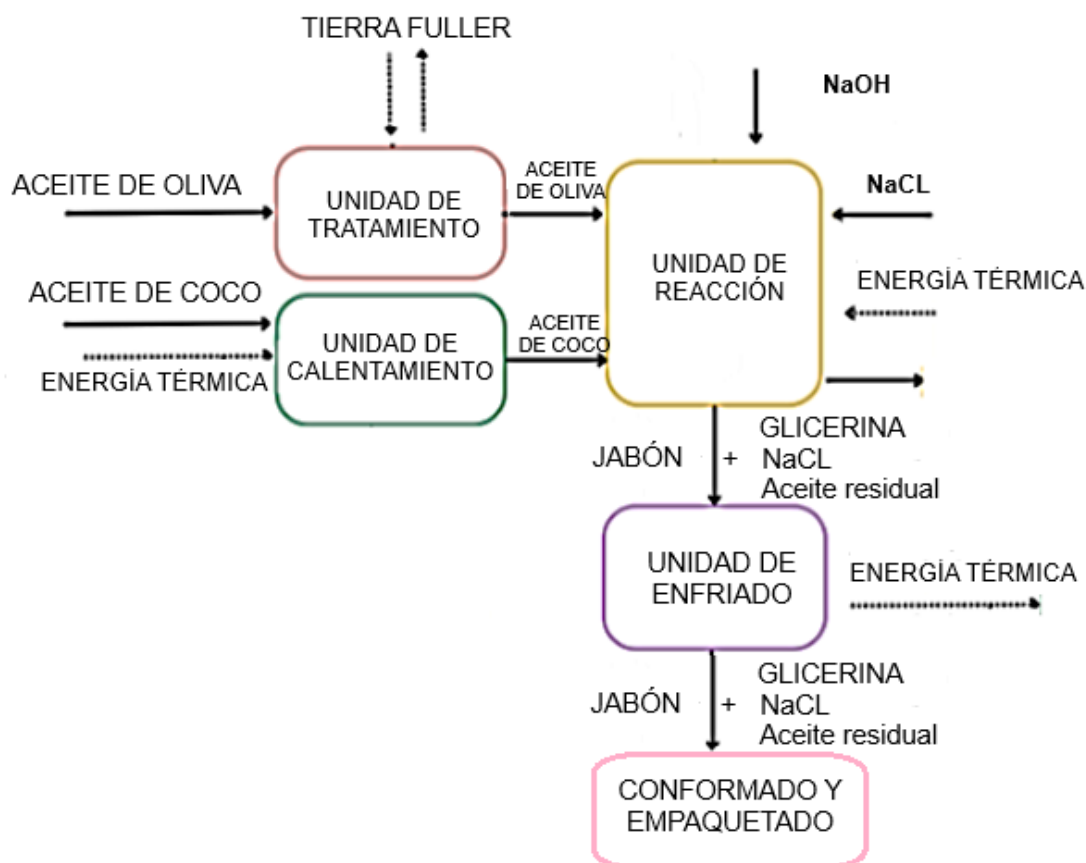 TIERRA FULLER
NaOH
ACEITE DE OLIVA
UNIDAD DE
TRATAMIENTO
ACEITE
DE OLIVA
NaCL
UNIDAD DE
REACCIÓN
ENERGÍA TÉRMICA
ACEITE DE COCO
ENERGÍA TÉRMICA
UNIDAD DE
CALENTAMIENTO
ACEITE
DE COCO
JABÓN +
GLICERINA
NaCL
Aceite residual
UNIDAD DE
ENFRIADO
ENERGÍA TÉRMICA
JABÓN +
GLICERINA
NaCL
Aceite residual
CONFORMADO Y
EMPAQUETADO